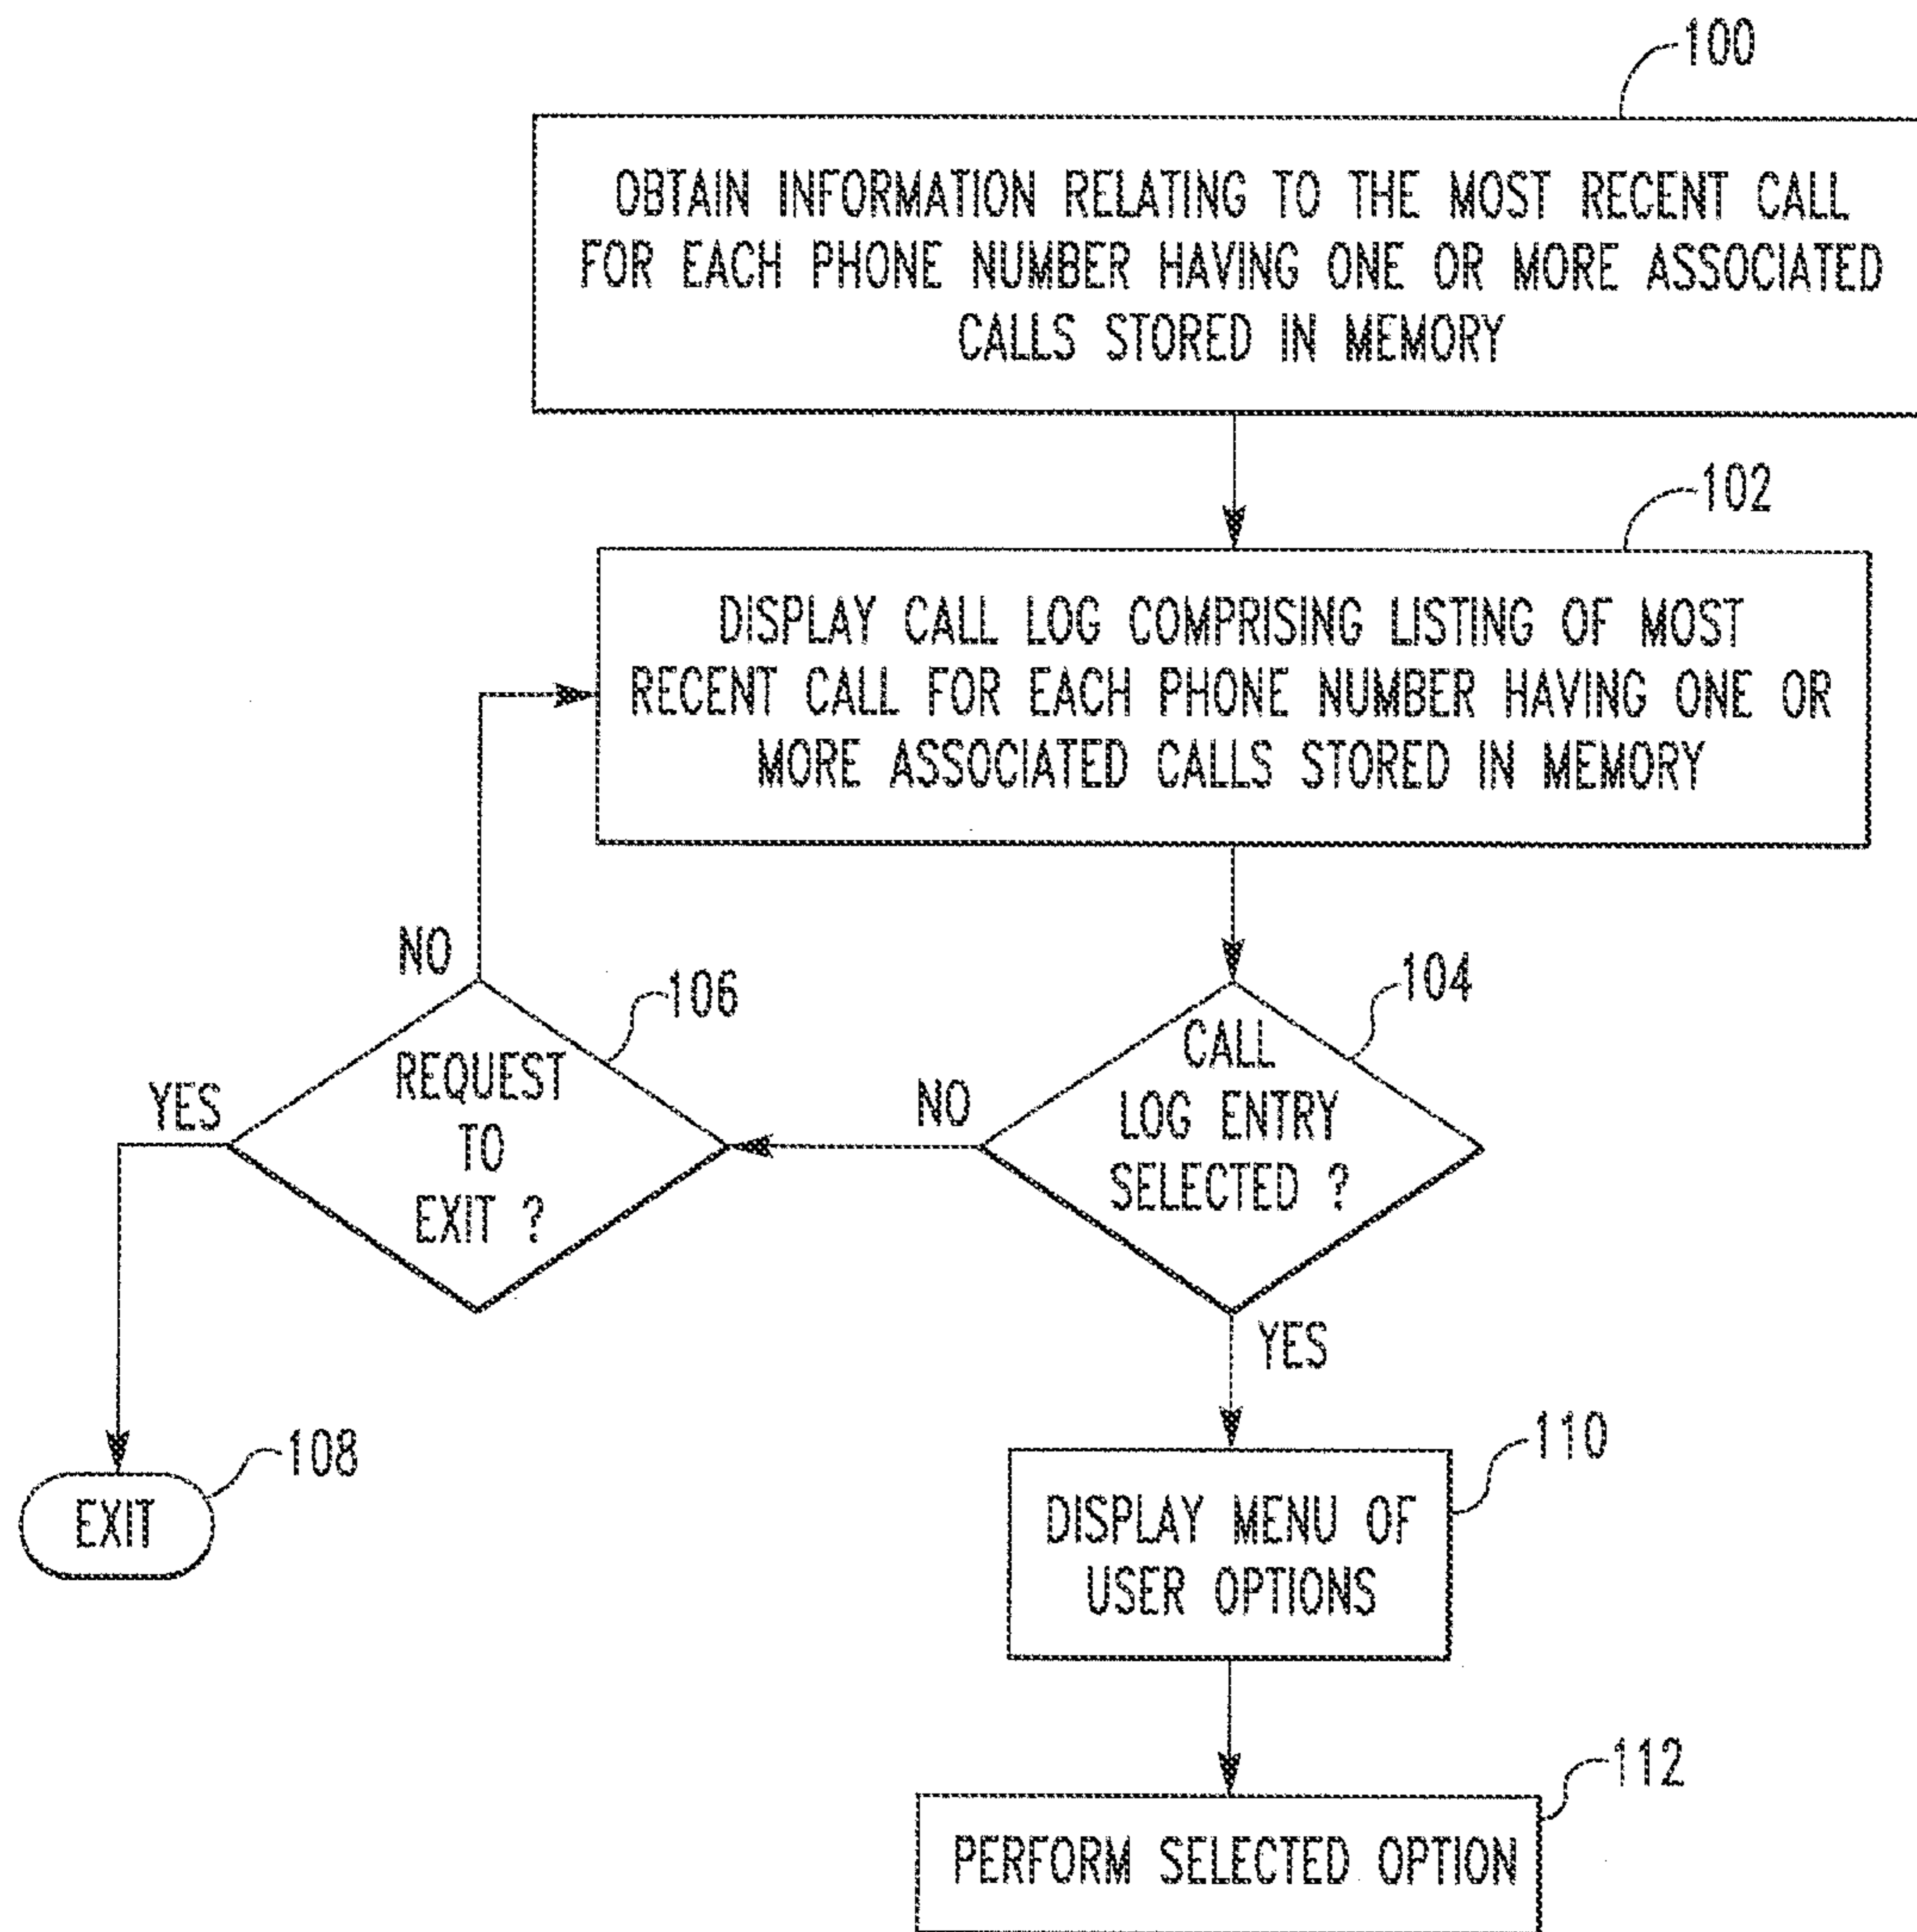 100
OBTAIN INFORMATION RELATING TO THE MOST RECENT CALL
FOR EACH PHONE NUMBER HAVING ONE OR MORE ASSOCIATED
CALLS STORED IN MEMORY
102
DISPLAY CALL LOG COMPRISING LISTING OF MOST
RECENT CALL FOR EACH PHONE NUMBER HAVING ONE OR
MORE ASSOCIATED CALLS STORED IN MEMORY
NO
106
REQUEST
TO
EXIT ?
YES
104
CALL
LOG ENTRY
SELECTED ?
NO
YES
108
EXIT
110
DISPLAY MENU OF
USER OPTIONS
112
PERFORM SELECTED OPTION